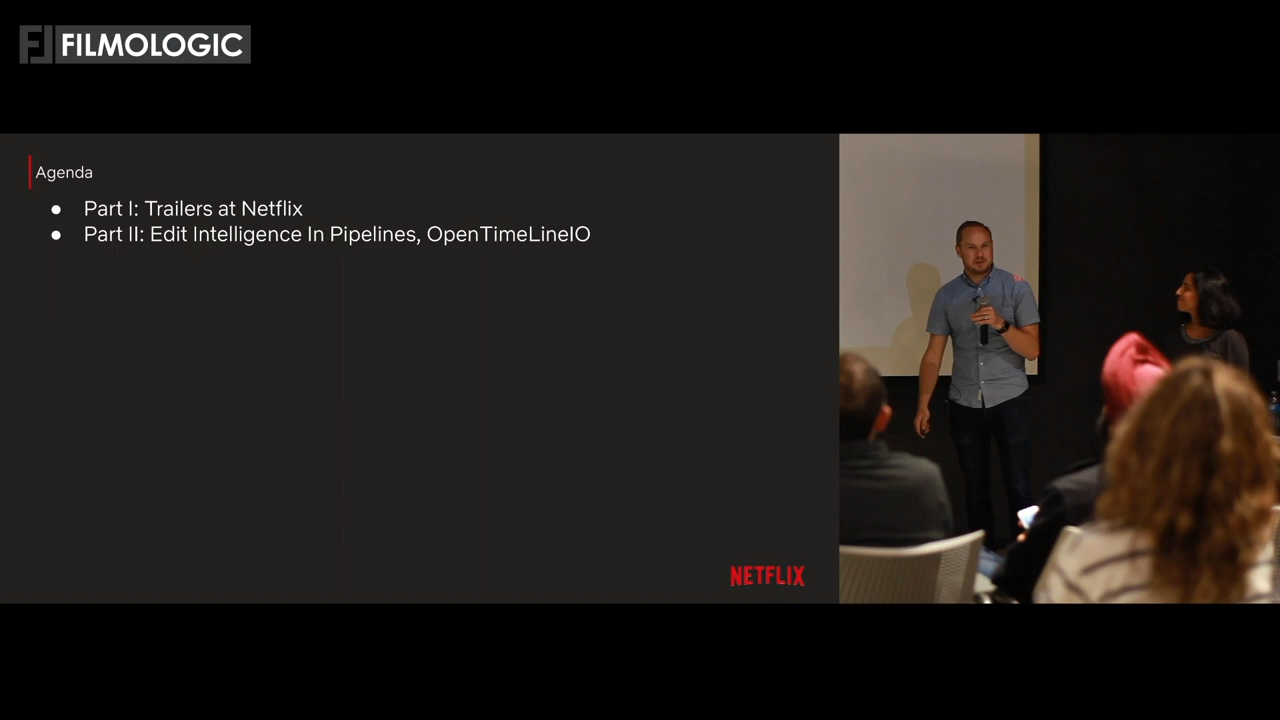 FILMOLOGIC
Agenda
● Part I: Trailers at Netflix
● Part II: Edit Intelligence In Pipelines, OpenTimeLineIO
NETFLIX